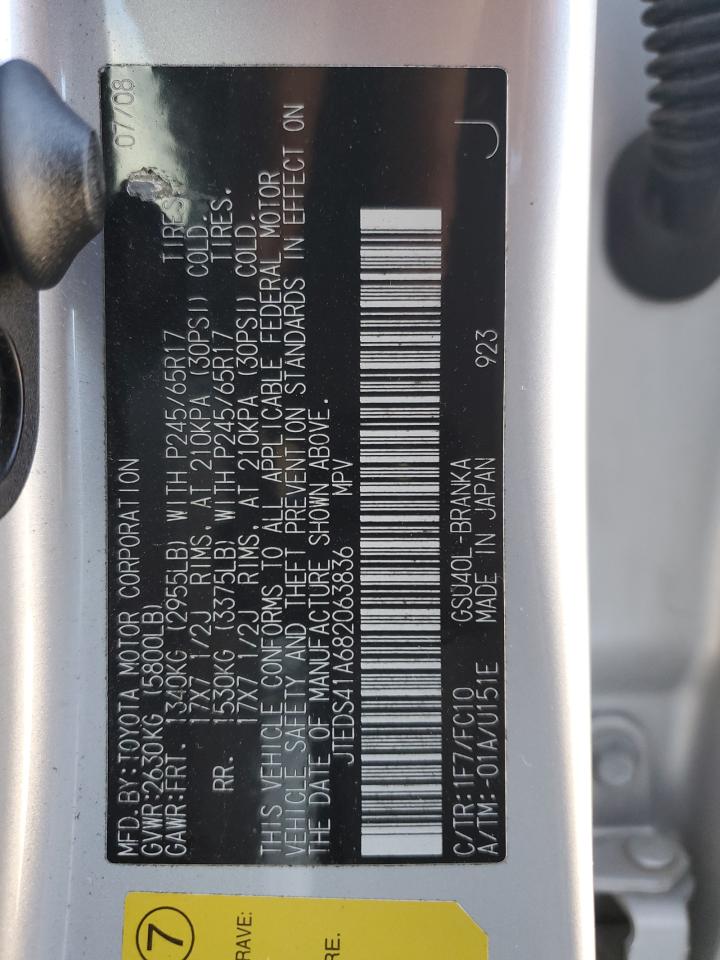 MFD. BY: TOYOTA MOTOR CORPORATION 07/08
GVWR: 2630KG (5800LB)
GAWR: FRT. 1340KG (2955LB) WITH P245/65R17 TIRES,
17X7 1/2J RIMS, AT 210KPA (30PSI) COLD.
RR. 1530KG (3375LB) WITH P245/65R17 TIRES.
17X7 1/2J RIMS, AT 210KPA (30PSI) COLD.
THIS VEHICLE CONFORMS TO ALL APPLICABLE FEDERAL MOTOR
VEHICLE SAFETY AND THEFT PREVENTION STANDARDS IN EFFECT ON
THE DATE OF MANUFACTURE SHOWN ABOVE.
JTEDS41A682063836 MPV
C/TR: 1F7/FC10 GSU40L-BRANKA
A/TM: -01A/U151E MADE IN JAPAN 923 J
7
RAVE:
RE.